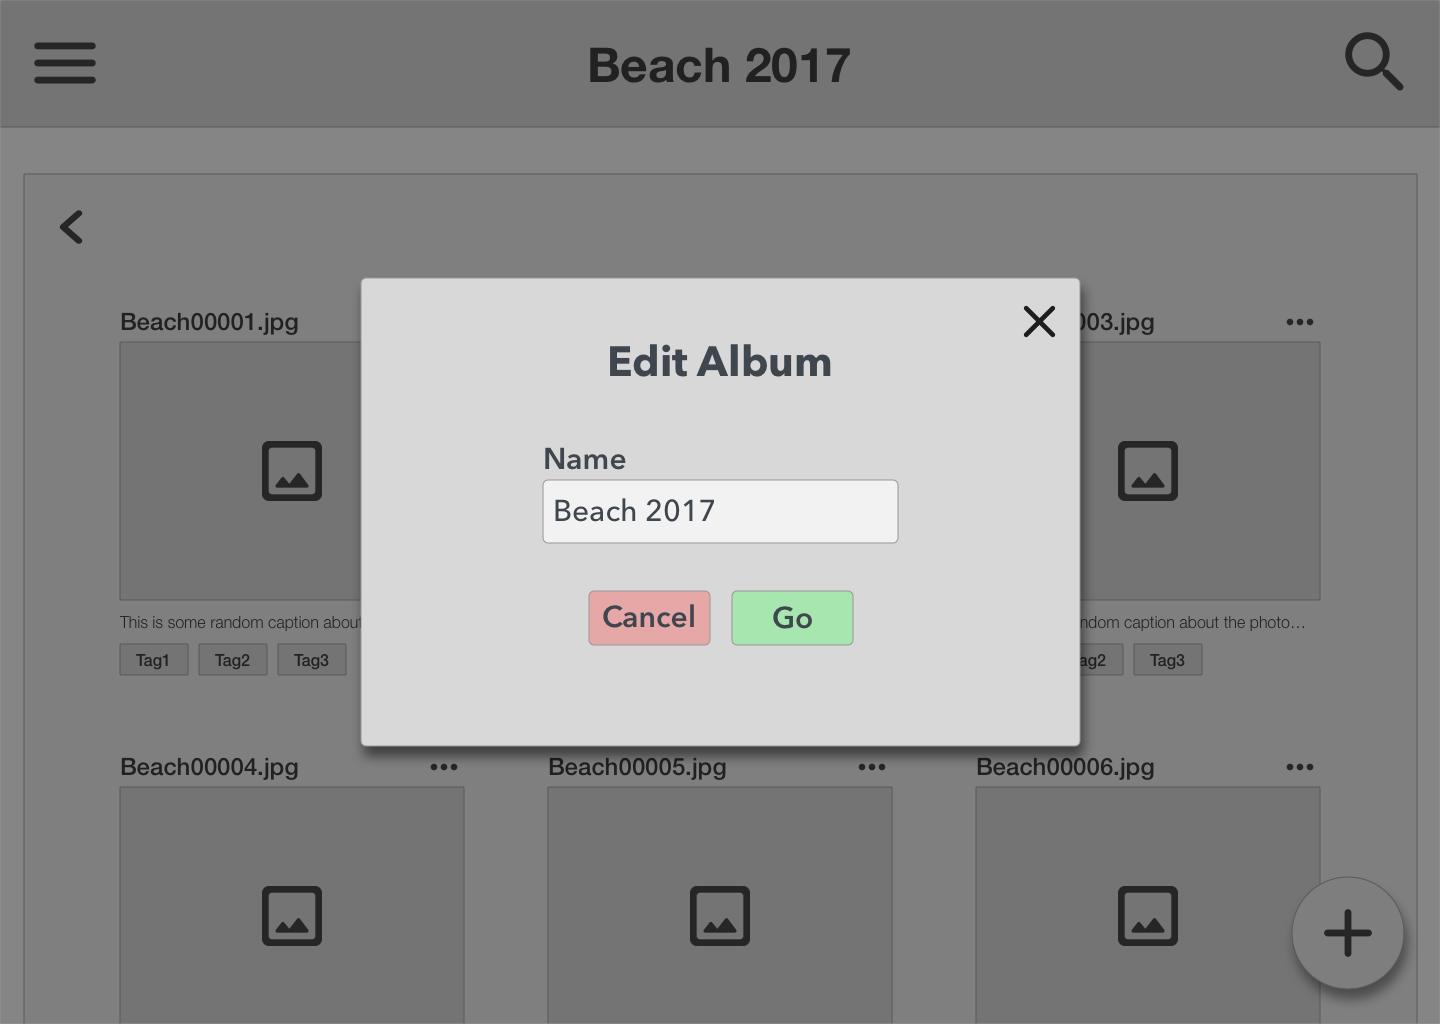 Beach 2017
Beach00001.jpg
003.jpg
Edit Album
Name
Beach 2017
Cancel
Go
This is some random caption about
ndom caption about the photo…
Tag1
Tag2
Tag3
ag2
Tag3
Beach00004.jpg
Beach00005.jpg
Beach00006.jpg